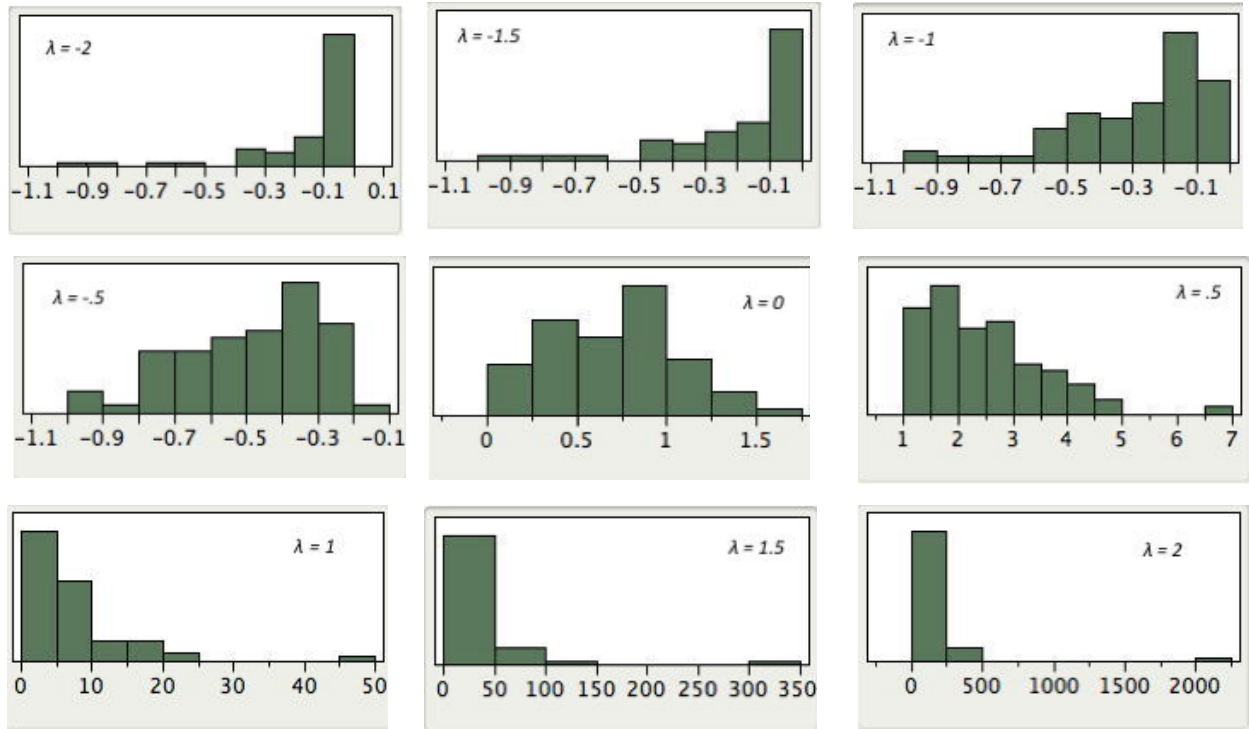 λ = -2
−1.1 −0.9 −0.7 −0.5 −0.3 −0.1 0.1
λ = -1.5
−1.1 −0.9 −0.7 −0.5 −0.3 −0.1
λ = -1
−1.1 −0.9 −0.7 −0.5 −0.3 −0.1
λ = -.5
−1.1 −0.9 −0.7 −0.5 −0.3 −0.1
λ = 0
0 0.5 1 1.5
λ = .5
1 2 3 4 5 6 7
λ = 1
0 10 20 30 40 50
λ = 1.5
0 50 100 150 200 250 300 350
λ = 2
0 500 1000 1500 2000